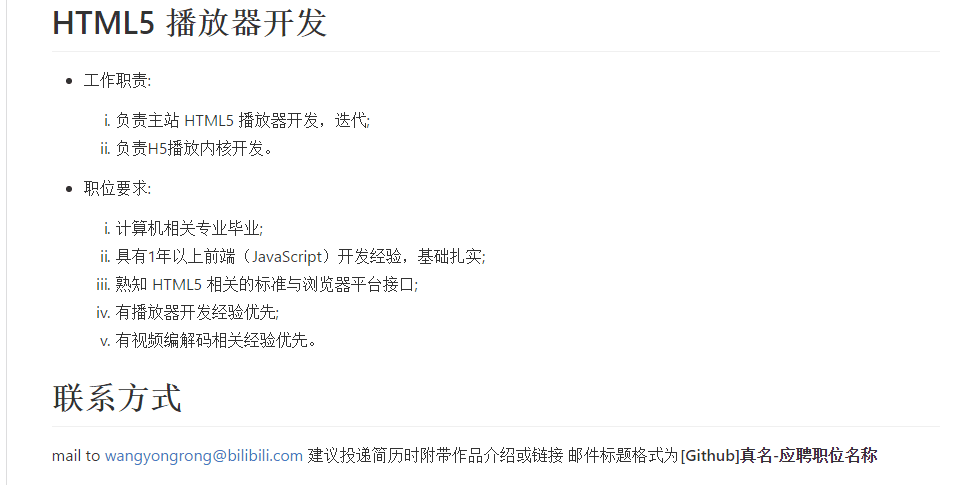 HTML5 播放器开发
工作职责:
i. 负责主站 HTML5 播放器开发，迭代;
ii. 负责H5播放内核开发。
职位要求:
i. 计算机相关专业毕业;
ii. 具有1年以上前端（JavaScript）开发经验，基础扎实;
iii. 熟知 HTML5 相关的标准与浏览器平台接口;
iv. 有播放器开发经验优先;
v. 有视频编解码相关经验优先。
联系方式
mail to wangyongrong@bilibili.com 建议投递简历时附带作品介绍或链接 邮件标题格式为[Github]真名-应聘职位名称